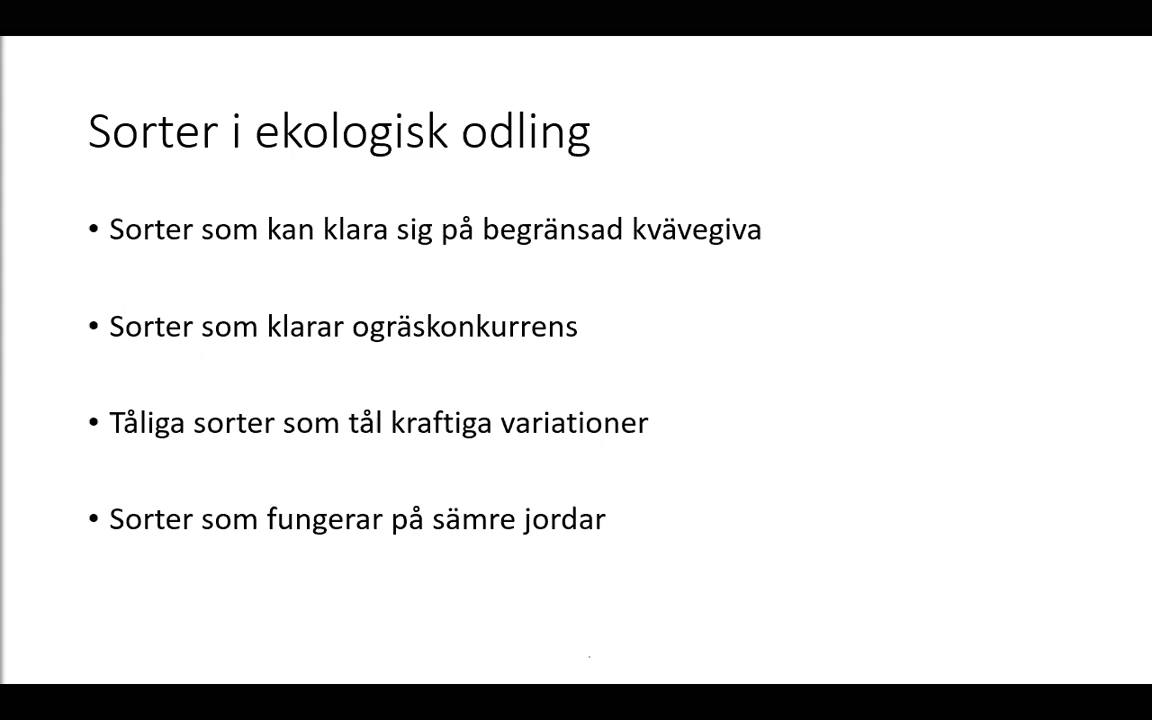 Sorter i ekologisk odling
• Sorter som kan klara sig på begränsad kvävegiva
• Sorter som klarar ogräskonkurrens
• Tåliga sorter som tål kraftiga variationer
• Sorter som fungerar på sämre jordar